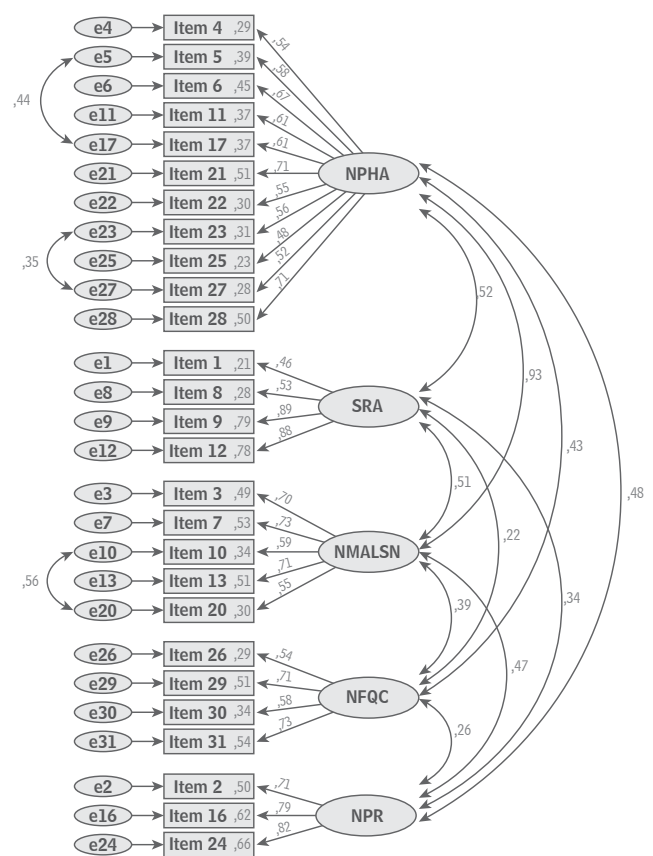 e4 Item 4 ,29 ,54
e5 Item 5 ,39 ,58
e6 Item 6 ,45 ,67
,44
e11 Item 11 ,37 ,61
e17 Item 17 ,37 ,61
e21 Item 21 ,51 ,71 NPHA
e22 Item 22 ,30 ,55
e23 Item 23 ,31 ,56
,35
e25 Item 25 ,23 ,48
e27 Item 27 ,28 ,52
e28 Item 28 ,50 ,71
,52
e1 Item 1 ,21 ,46
,93
e8 Item 8 ,28 ,53
SRA
e9 Item 9 ,79 ,89
e12 Item 12 ,78 ,88
,43
,51
,48
e3 Item 3 ,49 ,70
e7 Item 7 ,53 ,73
,22
e10 Item 10 ,34 ,59 NMALSN
,56
e13 Item 13 ,51 ,71
e20 Item 20 ,30 ,55
,39
,34
e26 Item 26 ,29 ,54
,47
e29 Item 29 ,51 ,71
NFQC
e30 Item 30 ,34 ,58
e31 Item 31 ,54 ,73
,26
e2 Item 2 ,50 ,71
e16 Item 16 ,62 ,79 NPR
e24 Item 24 ,66 ,82